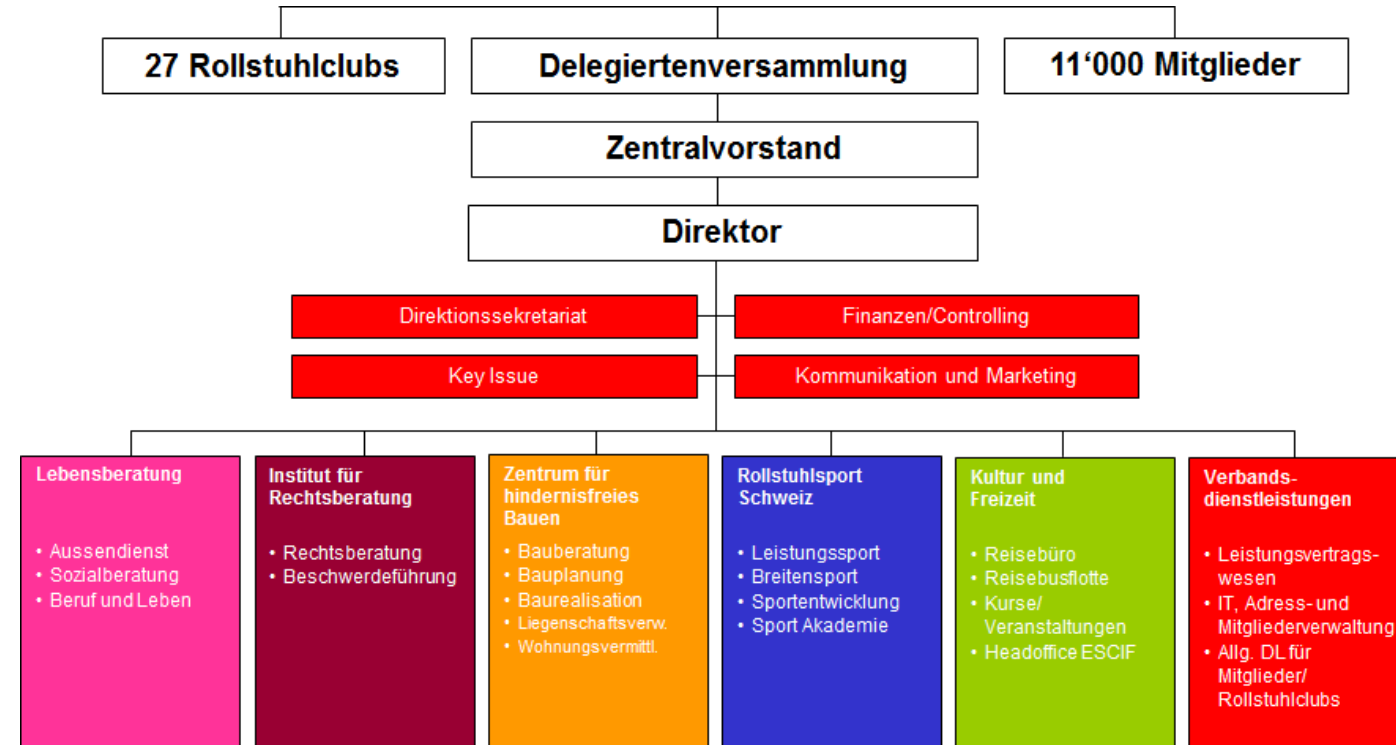 27 Rollstuhlclubs
Delegiertenversammlung
11‘000 Mitglieder
Zentralvorstand
Direktor
Direktionssekretariat
Finanzen/Controlling
Key Issue
Kommunikation und Marketing
Lebensberatung
• Aussendienst
• Sozialberatung
• Beruf und Leben
Institut für
Rechtsberatung
• Rechtsberatung
• Beschwerdeführung
Zentrum für
hindernisfreies
Bauen
• Bauberatung
• Bauplanung
• Baurealisation
• Liegenschaftsverw.
• Wohnungsvermittl.
Rollstuhlsport
Schweiz
• Leistungssport
• Breitensport
• Sportentwicklung
• Sport Akademie
Kultur und
Freizeit
• Reisebüro
• Reisebusflotte
• Kurse/
Veranstaltungen
• Headoffice ESCIF
Verbands-
dienstleistungen
• Leistungsvertrags-
wesen
• IT, Adress- und
Mitgliederverwaltung
• Allg. DL für
Mitglieder/
Rollstuhlclubs